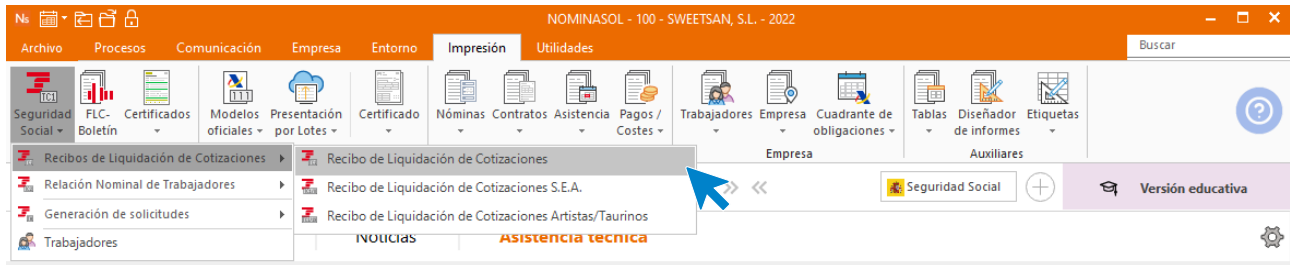 Ns
NOMINASOL - 100 - SWEETSAN, S.L. - 2022
Archivo Procesos Comunicación Empresa Entorno Impresión Utilidades Buscar
TC1
111
Seguridad Social
FLC-Boletín
Certificados
Modelos oficiales
Presentación por Lotes
Certificado
Nóminas
Contratos
Asistencia
Pagos / Costes
Trabajadores
Empresa
Cuadrante de obligaciones
Tablas
Diseñador de informes
Etiquetas
Empresa
Auxiliares
Recibos de Liquidación de Cotizaciones
Relación Nominal de Trabajadores
Generación de solicitudes
Trabajadores
Recibo de Liquidación de Cotizaciones
Recibo de Liquidación de Cotizaciones S.E.A.
Recibo de Liquidación de Cotizaciones Artistas/Taurinos
Seguridad Social
Versión educativa
Noticias
Asistencia técnica